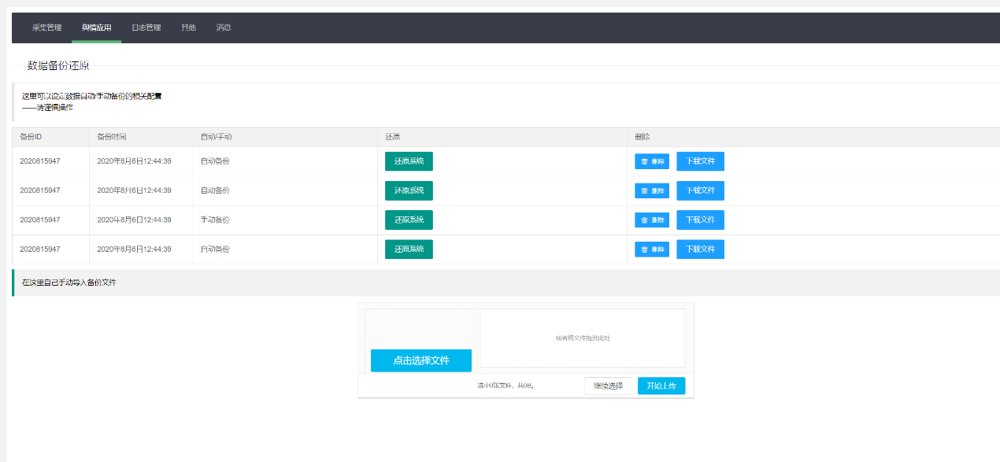 采集管理 舆情应用 日志管理 其他 消息
数据备份还原
这里可以设定数据自动/手动备份的相关配置
——请谨慎操作
备份ID 备份时间 自动/手动 还原 删除
2020815947 2020年8月6日12:44:39 自动备份 还原系统 删除 下载文件
2020815947 2020年8月6日12:44:39 自动备份 还原系统 删除 下载文件
2020815947 2020年8月6日12:44:39 手动备份 还原系统 删除 下载文件
2020815947 2020年8月6日12:44:39 自动备份 还原系统 删除 下载文件
在这里自己手动导入备份文件
或者将文件拖到此处
点击选择文件
选中0张文件，共0B。 继续选择 开始上传